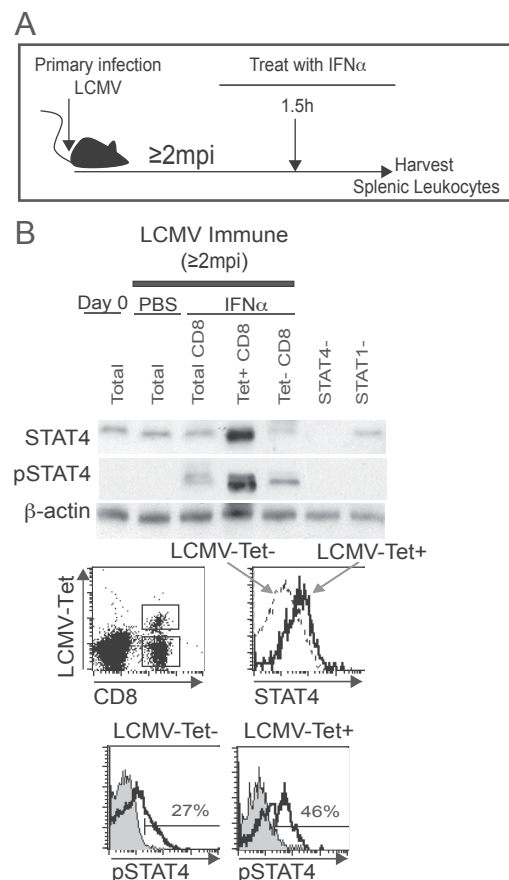 A
Primary infection
LCMV
Treat with IFNα
1.5h
≥2mpi
Harvest
Splenic Leukocytes
B
LCMV Immune
(≥2mpi)
Day 0 PBS IFNα
Total Total Total CD8 Tet+ CD8 Tet- CD8 STAT4- STAT1-
STAT4
pSTAT4
β-actin
LCMV-Tet- LCMV-Tet+
LCMV-Tet
CD8 STAT4
LCMV-Tet- LCMV-Tet+
27% 46%
pSTAT4 pSTAT4